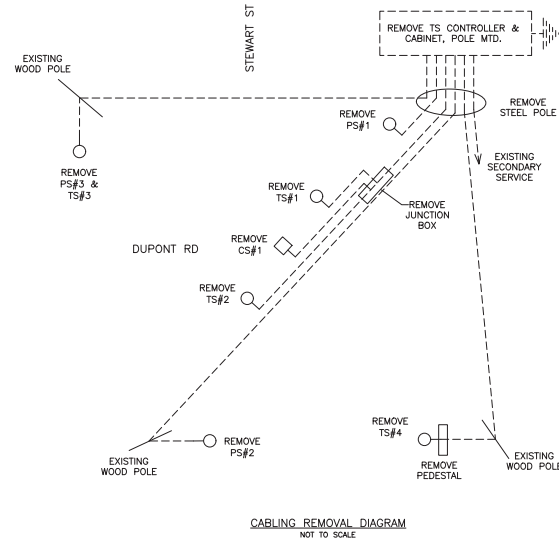 STEWART ST
REMOVE TS CONTROLLER &
CABINET, POLE MTD.
EXISTING
WOOD POLE
REMOVE
STEEL POLE
REMOVE
PS#1
EXISTING
SECONDARY
SERVICE
REMOVE
PS#3 &
TS#3
REMOVE
TS#1
REMOVE
JUNCTION
BOX
DUPONT RD
REMOVE
CS#1
REMOVE
TS#2
REMOVE
PS#2
EXISTING
WOOD POLE
REMOVE
TS#4
REMOVE
PEDESTAL
EXISTING
WOOD POLE
CABLING REMOVAL DIAGRAM
NOT TO SCALE